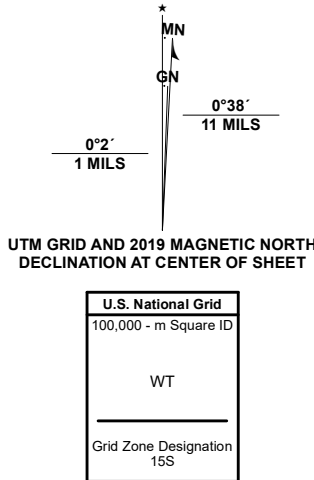 MN
GN
0°38´
11 MILS
0°2´
1 MILS
UTM GRID AND 2019 MAGNETIC NORTH
DECLINATION AT CENTER OF SHEET
U.S. National Grid
100,000 - m Square ID
WT
Grid Zone Designation
15S